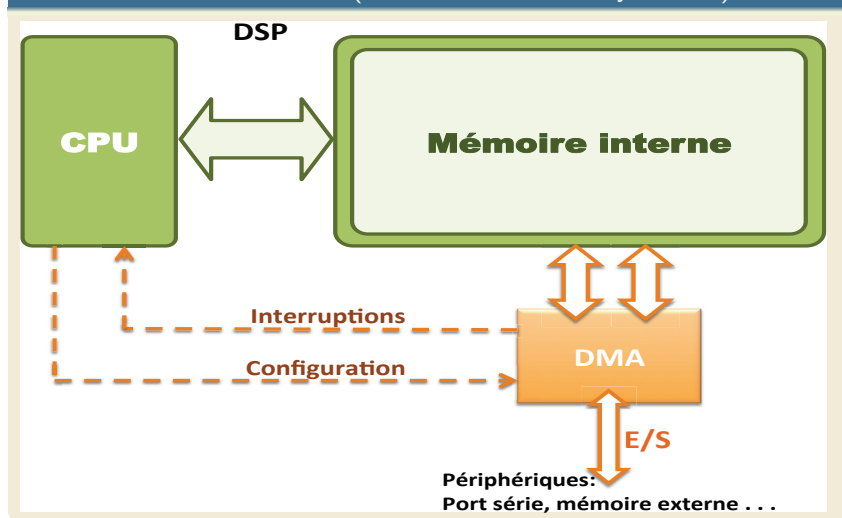 DSP
CPU
Mémoire interne
Interruptions
DMA
Configuration
E/S
Périphériques:
Port série, mémoire externe . . .